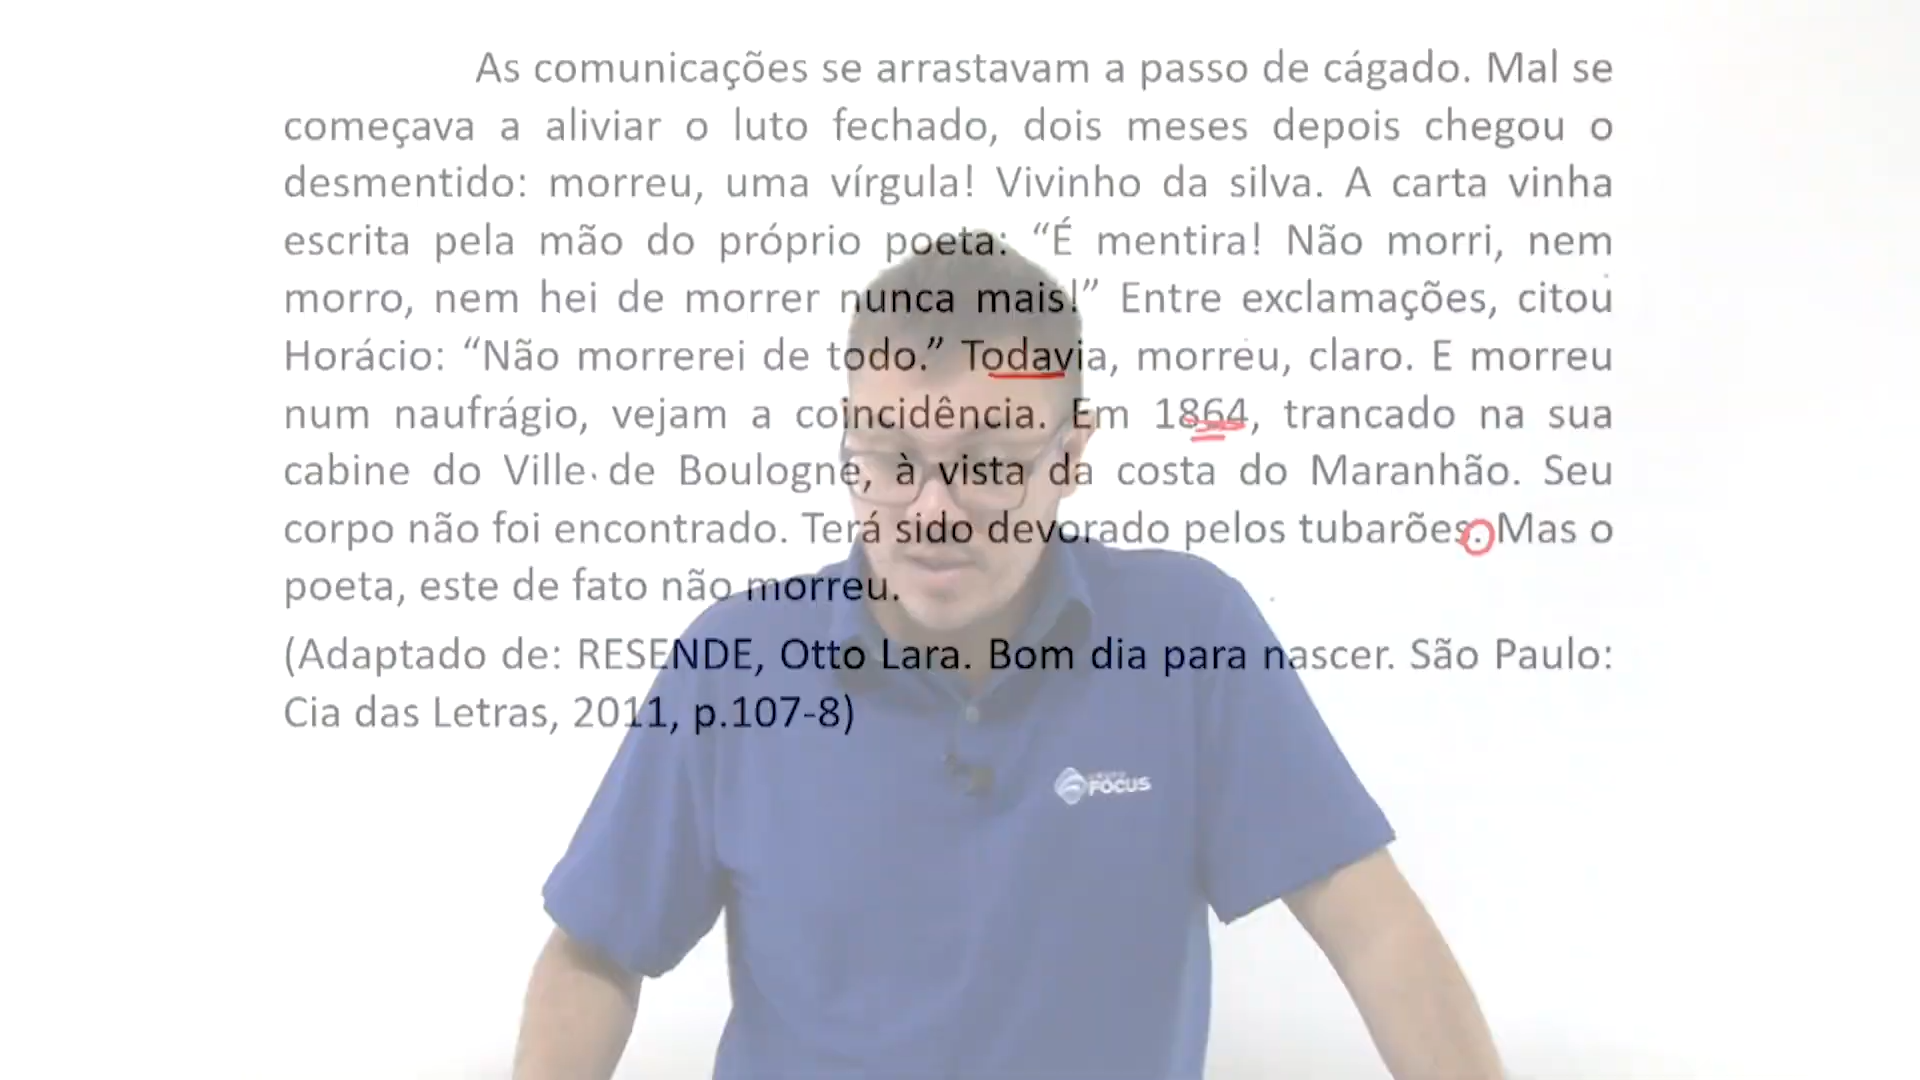 As comunicações se arrastavam a passo de cágado. Mal se
começava a aliviar o luto fechado, dois meses depois chegou o
desmentido: morreu, uma vírgula! Vivinho da silva. A carta vinha
escrita pela mão do próprio poeta: “É mentira! Não morri, nem
morro, nem hei de morrer nunca mais!” Entre exclamações, citou
Horácio: “Não morrerei de todo.” Todavia, morreu, claro. E morreu
num naufrágio, vejam a coincidência. Em 1864, trancado na sua
cabine do Ville de Boulogne, à vista da costa do Maranhão. Seu
corpo não foi encontrado. Terá sido devorado pelos tubarões. Mas o
poeta, este de fato não morreu.
(Adaptado de: RESENDE, Otto Lara. Bom dia para nascer. São Paulo:
Cia das Letras, 2011, p.107-8)
FOCUS